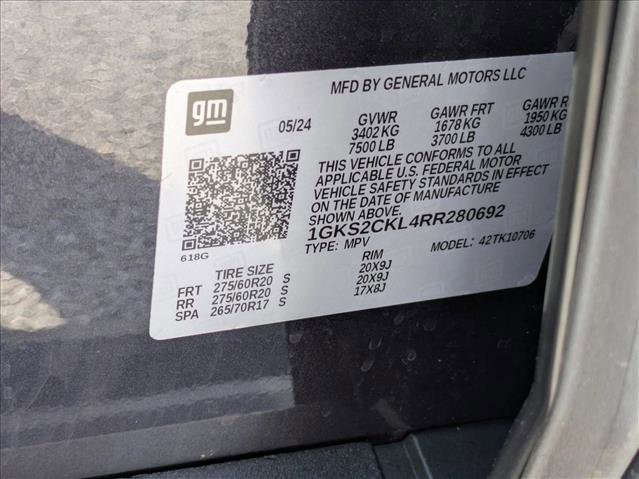 MFD BY GENERAL MOTORS LLC
gm
05/24
GVWR GAWR FRT GAWR R
3402 KG 1678 KG 1950 KG
7500 LB 3700 LB 4300 LB
THIS VEHICLE CONFORMS TO ALL
APPLICABLE U.S. FEDERAL MOTOR
VEHICLE SAFETY STANDARDS IN EFFECT
ON THE DATE OF MANUFACTURE
SHOWN ABOVE.
1GKS2CKL4RR280692
TYPE: MPV MODEL: 42TK10706
618G
TIRE SIZE RIM
FRT 275/60R20 S 20X9J
RR 275/60R20 S 20X9J
SPA 265/70R17 S 17X8J